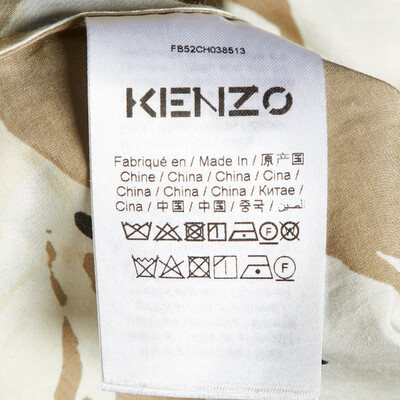 FB52CH038513
KENZO
Fabriqué en / Made In / 原产国
Chine / China / China / Cina /
China / China / China / Китае /
Cina / 中国 / 中国 / 중국 / الصين